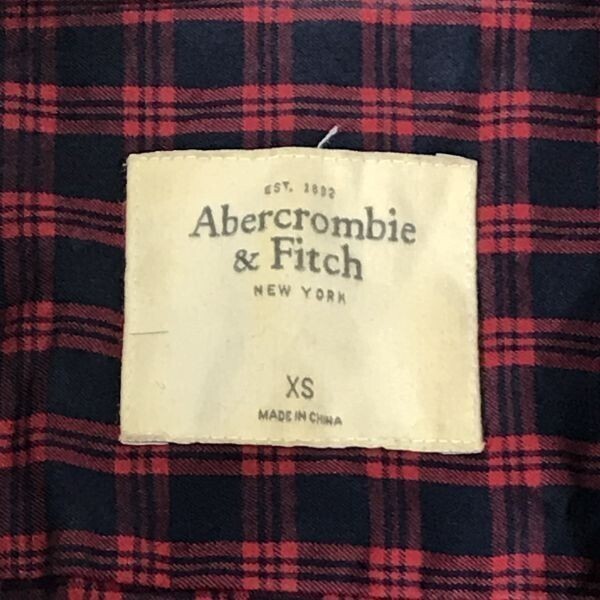 EST. 1892
Abercrombie
& Fitch
NEW YORK
XS
MADE IN CHINA